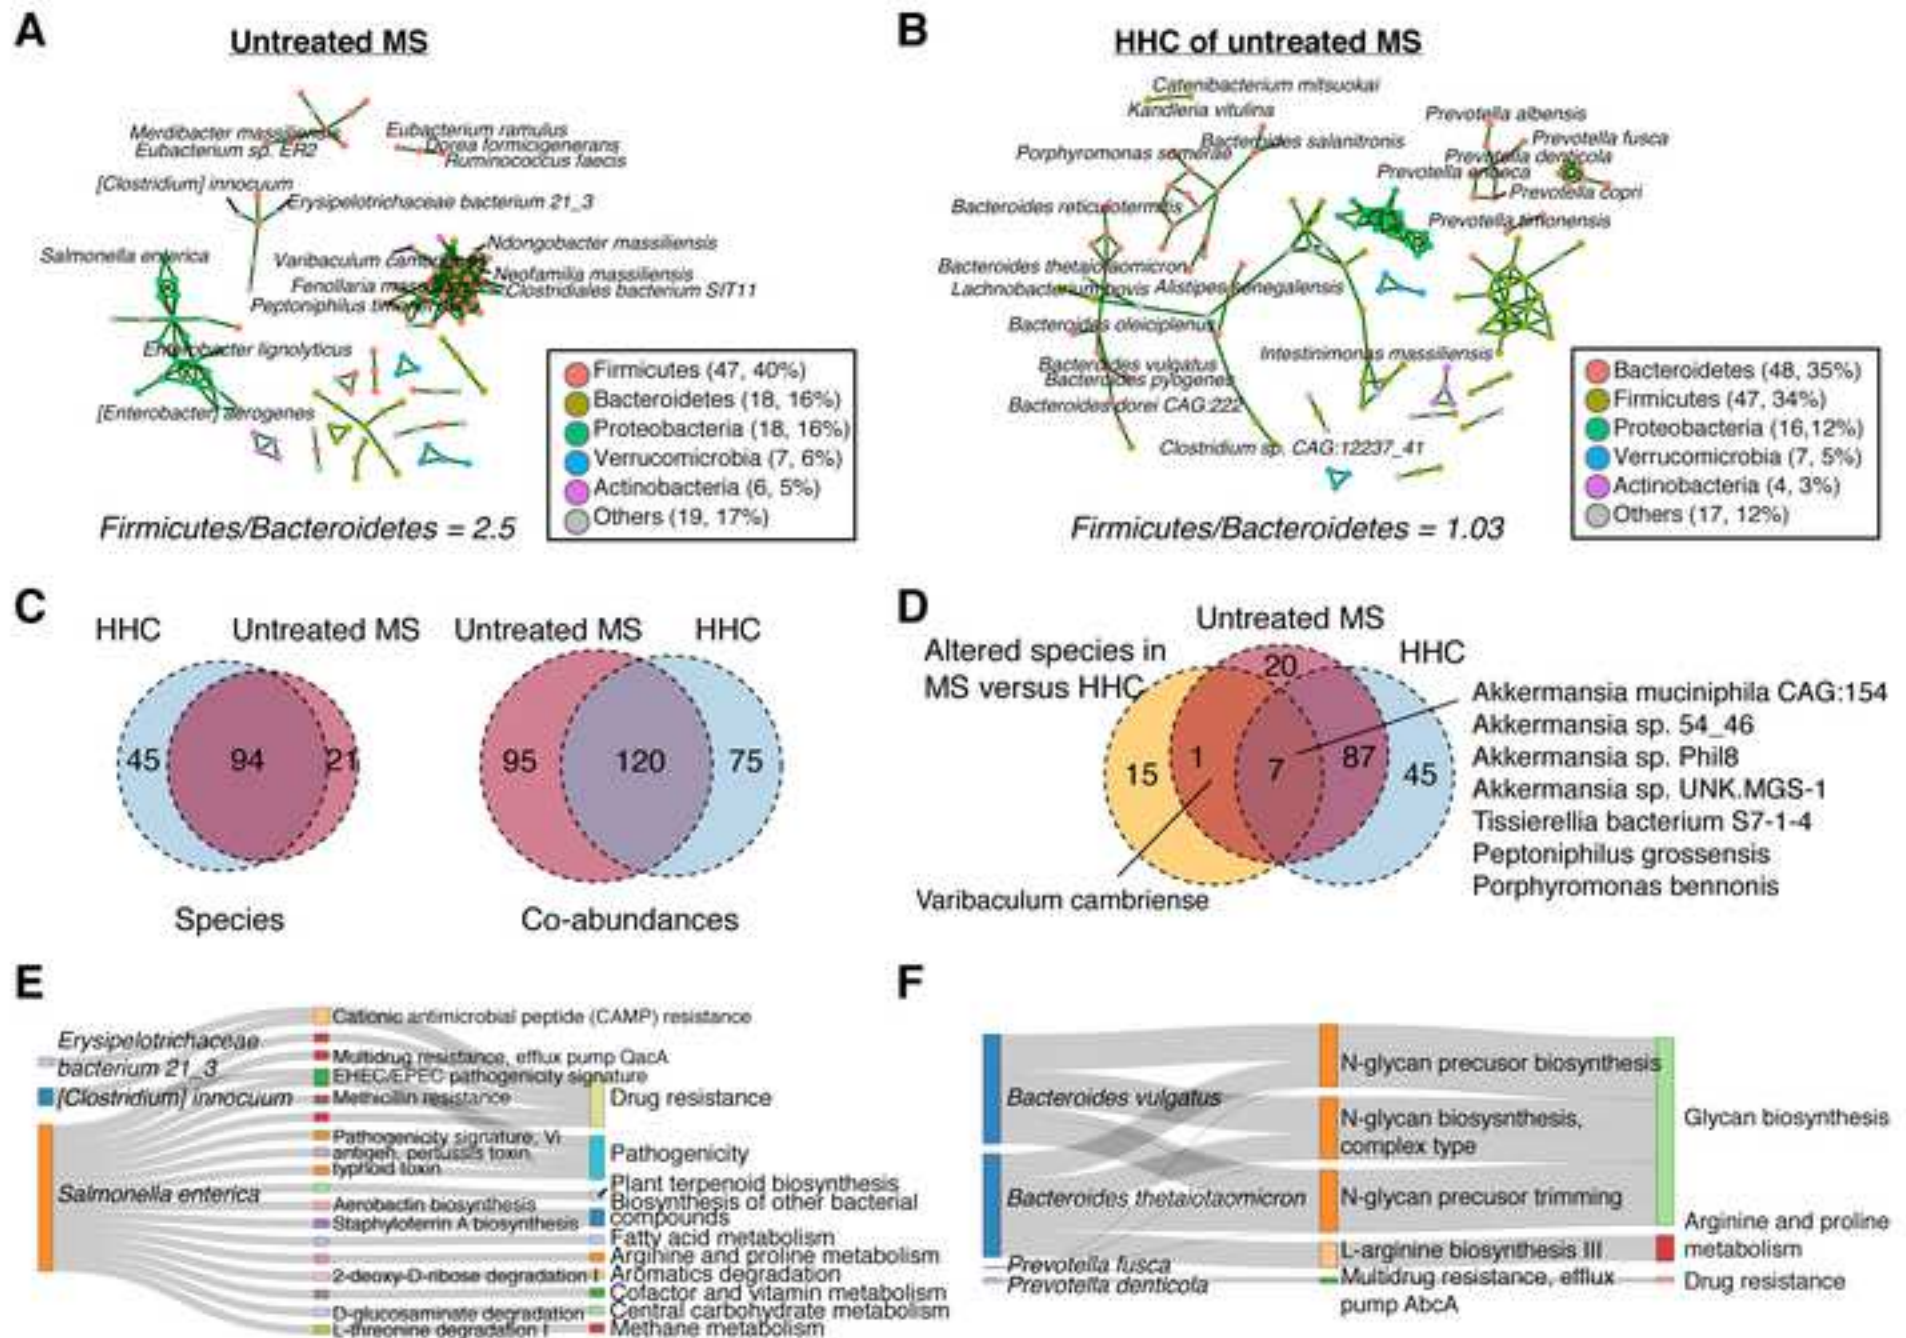 A
Untreated MS
Merdibacter massiliensis
Eubacterium sp. ER2
Eubacterium ramulus
Dorea formicigenerans
Ruminococcus faecis
[Clostridium] innocuum
Erysipelotrichaceae bacterium 21_3
Salmonella enterica
Ndongobacter massiliensis
Varibaculum
Neofamilia massiliensis
Fenollaria
Clostridiales bacterium SIT11
Peptoniphilus
Enterobacter lignolyticus
[Enterobacter] aerogenes
Firmicutes (47, 40%)
Bacteroidetes (18, 16%)
Proteobacteria (18, 16%)
Verrucomicrobia (7, 6%)
Actinobacteria (6, 5%)
Others (19, 17%)
Firmicutes/Bacteroidetes = 2.5
B
HHC of untreated MS
Catenibacterium mitsuokai
Kandleria vitulina
Prevotella albensis
Bacteroides salanitronis
Prevotella fusca
Porphyromonas somerae
Prevotella denticola
Prevotella enoeca
Prevotella copri
Bacteroides reticulotermitis
Prevotella timonensis
Bacteroides thetaiotaomicron
Lachnobacterium bovis
Alistipes senegalensis
Bacteroides oleiciplenus
Intestinimonas massiliensis
Bacteroides vulgatus
Bacteroides pyogenes
Bacteroides dorei CAG:222
Clostridium sp. CAG:12237_41
Bacteroidetes (48, 35%)
Firmicutes (47, 34%)
Proteobacteria (16,12%)
Verrucomicrobia (7, 5%)
Actinobacteria (4, 3%)
Others (17, 12%)
Firmicutes/Bacteroidetes = 1.03
C
HHC
Untreated MS
45
94
21
Species
Untreated MS
HHC
95
120
75
Co-abundances
D
Untreated MS
Altered species in
MS versus HHC
HHC
20
15
1
7
87
45
Akkermansia muciniphila CAG:154
Akkermansia sp. 54_46
Akkermansia sp. Phil8
Akkermansia sp. UNK.MGS-1
Tissierellia bacterium S7-1-4
Peptoniphilus grossensis
Porphyromonas bennonis
Varibaculum cambriense
E
Erysipelotrichaceae
bacterium 21_3
[Clostridium] innocuum
Salmonella enterica
Cationic antimicrobial peptide (CAMP) resistance
Multidrug resistance, efflux pump QacA
EHEC/EPEC pathogenicity signature
Methicillin resistance
Pathogenicity signature, Vi
antigen, pertussis toxin,
typhoid toxin
Aerobactin biosynthesis
Staphyloferrin A biosynthesis
2-deoxy-D-ribose degradation I
D-glucosaminate degradation
L-threonine degradation I
Drug resistance
Pathogenicity
Plant terpenoid biosynthesis
Biosynthesis of other bacterial
compounds
Fatty acid metabolism
Arginine and proline metabolism
Aromatics degradation
Cofactor and vitamin metabolism
Central carbohydrate metabolism
Methane metabolism
F
Bacteroides vulgatus
Bacteroides thetaiotaomicron
Prevotella fusca
Prevotella denticola
N-glycan precusor biosynthesis
N-glycan biosysnthesis,
complex type
N-glycan precusor trimming
L-arginine biosynthesis III
Multidrug resistance, efflux
pump AbcA
Glycan biosynthesis
Arginine and proline
metabolism
Drug resistance